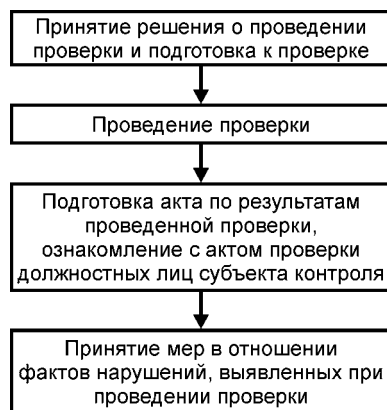 Принятие решения о проведении
проверки и подготовка к проверке
Проведение проверки
Подготовка акта по результатам
проведенной проверки,
ознакомление с актом проверки
должностных лиц субъекта контроля
Принятие мер в отношении
фактов нарушений, выявленных при
проведении проверки